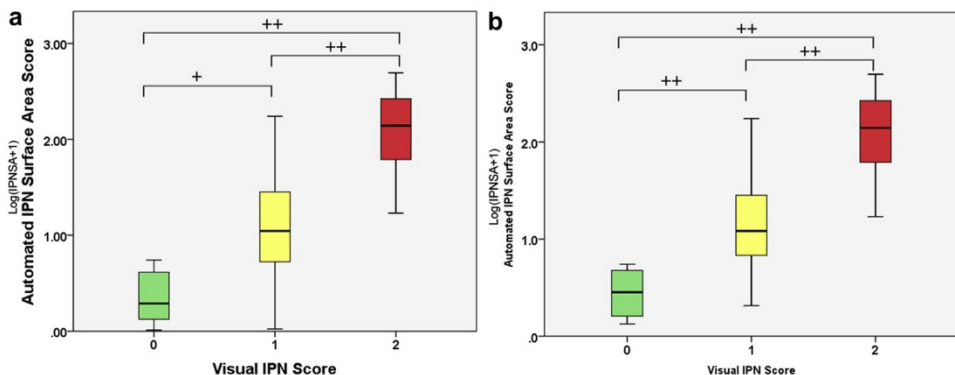 a
++
3.00
++
+
2.00
1.00
.00
Log(IPNSA+1)
Automated IPN Surface Area Score
0
1
2
Visual IPN Score
b
++
3.0
++
++
2.0
1.0
.0
Log(IPNSA+1)
Automated IPN Surface Area Score
0
1
2
Visual IPN Score